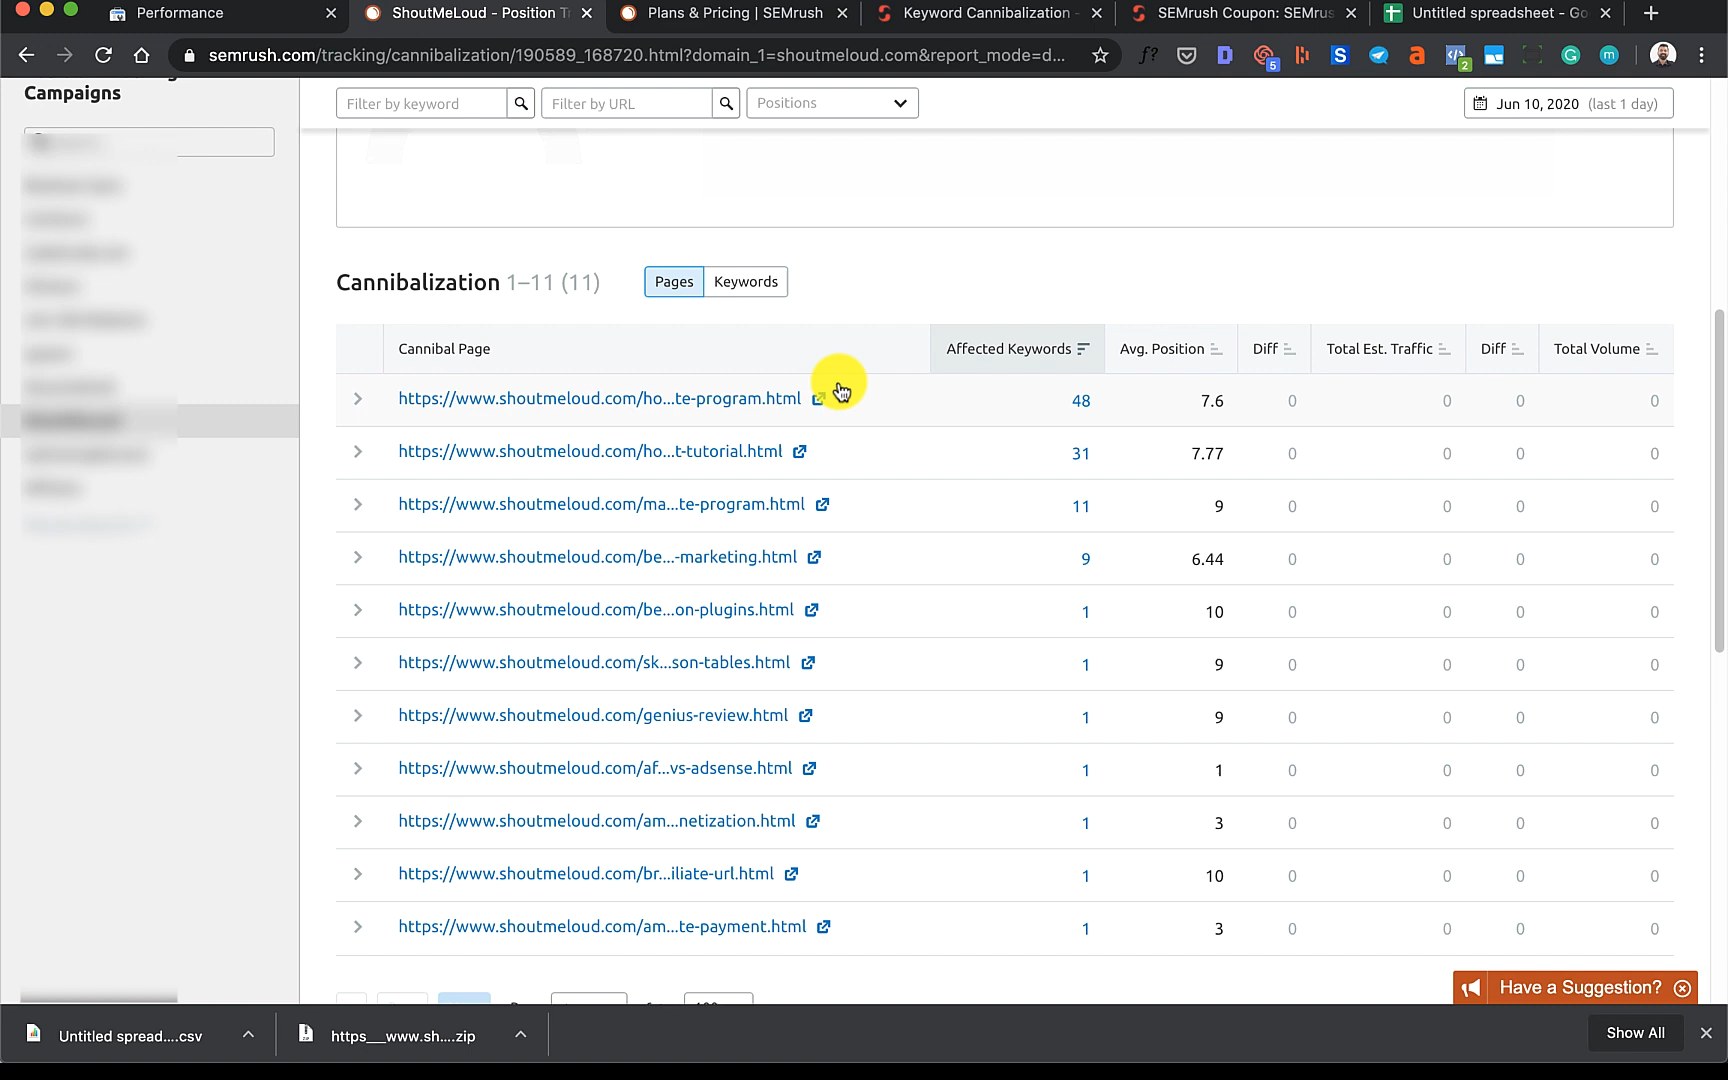 Performance
ShoutMeLoud - Position T
Plans & Pricing | SEMrush
Keyword Cannibalization -
SEMrush Coupon: SEMrus
Untitled spreadsheet - Go
semrush.com/tracking/cannibalization/190589_168720.html?domain_1=shoutmeloud.com&report_mode=d...
f?
D
5
S
a
2
G
m
Campaigns
Filter by keyword
Filter by URL
Positions
Jun 10, 2020 (last 1 day)
Cannibalization 1–11 (11)
Pages
Keywords
Cannibal Page Affected Keywords Avg. Position Diff Total Est. Traffic Diff Total Volume
https://www.shoutmeloud.com/ho...te-program.html 48 7.6 0 0 0 0
https://www.shoutmeloud.com/ho...t-tutorial.html 31 7.77 0 0 0 0
https://www.shoutmeloud.com/ma...te-program.html 11 9 0 0 0 0
https://www.shoutmeloud.com/be...-marketing.html 9 6.44 0 0 0 0
https://www.shoutmeloud.com/be...on-plugins.html 1 10 0 0 0 0
https://www.shoutmeloud.com/sk...son-tables.html 1 9 0 0 0 0
https://www.shoutmeloud.com/genius-review.html 1 9 0 0 0 0
https://www.shoutmeloud.com/af...vs-adsense.html 1 1 0 0 0 0
https://www.shoutmeloud.com/am...netization.html 1 3 0 0 0 0
https://www.shoutmeloud.com/br...iliate-url.html 1 10 0 0 0 0
https://www.shoutmeloud.com/am...te-payment.html 1 3 0 0 0 0
Have a Suggestion?
Untitled spread....csv
https___www.sh....zip
Show All